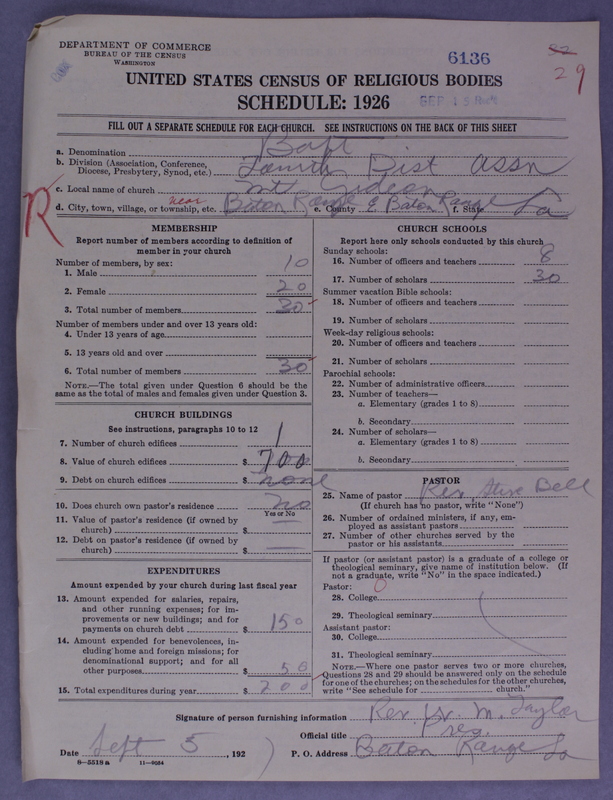 DEPARTMENT OF COMMERCE
BUREAU OF THE CENSUS
WASHINGTON
6136
82
29
UNITED STATES CENSUS OF RELIGIOUS BODIES
SCHEDULE: 1926
SEP 15
FILL OUT A SEPARATE SCHEDULE FOR EACH CHURCH. SEE INSTRUCTIONS ON THE BACK OF THIS SHEET
a. Denomination Bapt
b. Division (Association, Conference, Diocese, Presbytery, Synod, etc.) Fourth Dist Assn
c. Local name of church Mt. Gideon
R
d. City, town, village, or township, etc. near Baton Rouge e. County E Baton Rouge f. State La
MEMBERSHIP
Report number of members according to definition of
member in your church
Number of members, by sex:
1. Male 10
2. Female 20
3. Total number of members 30
Number of members under and over 13 years old:
4. Under 13 years of age
5. 13 years old and over
6. Total number of members 30
NOTE.—The total given under Question 6 should be the
same as the total of males and females given under Question 3.
CHURCH BUILDINGS
See instructions, paragraphs 10 to 12
7. Number of church edifices 1
8. Value of church edifices $ 700
9. Debt on church edifices $ none
10. Does church own pastor's residence no
Yes or No
11. Value of pastor's residence (if owned by
church) $
12. Debt on pastor's residence (if owned by
church) $
EXPENDITURES
Amount expended by your church during last fiscal year
13. Amount expended for salaries, repairs,
and other running expenses; for im-
provements or new buildings; and for
payments on church debt $ 150
14. Amount expended for benevolences, in-
cluding home and foreign missions; for
denominational support; and for all
other purposes $ 50
15. Total expenditures during year $ 200
CHURCH SCHOOLS
Report here only schools conducted by this church
Sunday schools:
16. Number of officers and teachers 8
17. Number of scholars 30
Summer vacation Bible schools:
18. Number of officers and teachers
19. Number of scholars
Week-day religious schools:
20. Number of officers and teachers
21. Number of scholars
Parochial schools:
22. Number of administrative officers
23. Number of teachers—
a. Elementary (grades 1 to 8)
b. Secondary
24. Number of scholars—
a. Elementary (grades 1 to 8)
b. Secondary
PASTOR
25. Name of pastor Rev. Steve Bell
(If church has no pastor, write "None")
26. Number of ordained ministers, if any, em-
ployed as assistant pastors
27. Number of other churches served by the
pastor or his assistants
If pastor (or assistant pastor) is a graduate of a college or
theological seminary, give name of institution below. (If
not a graduate, write "No" in the space indicated.)
Pastor: 0
28. College
29. Theological seminary
Assistant pastor:
30. College
31. Theological seminary
NOTE.—Where one pastor serves two or more churches,
Questions 28 and 29 should be answered only on the schedule
for one of the churches; on the schedules for the other churches,
write "See schedule for church."
Signature of person furnishing information Rev. W. M. Taylor
Official title
Date Sept 5, 192 P. O. Address Baton Rouge La
8—5518 a 11—9054